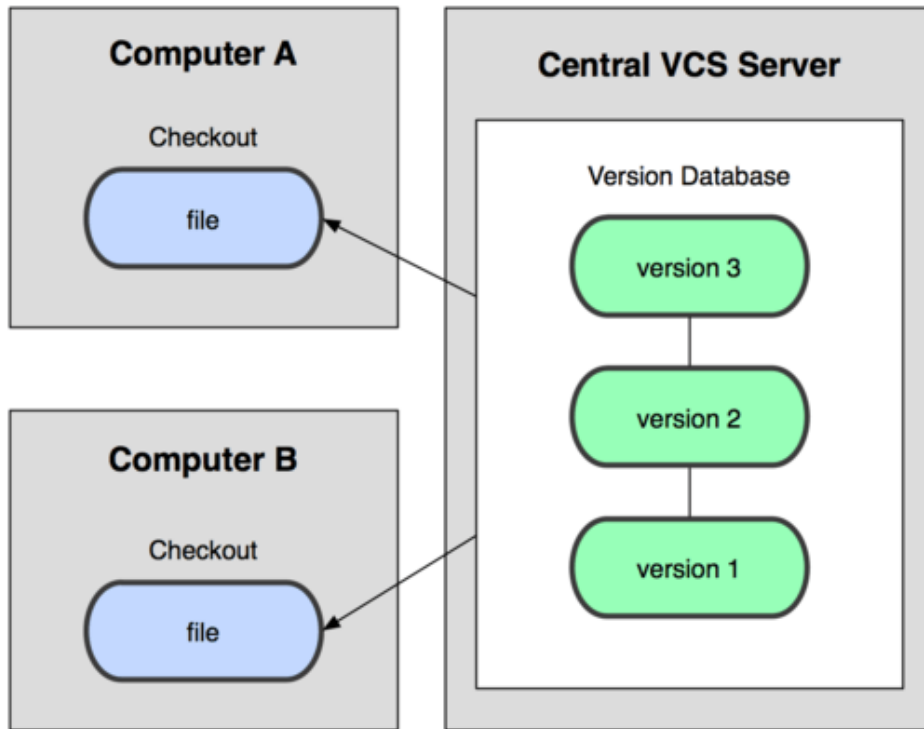 Computer A
Checkout
file
Computer B
Checkout
file
Central VCS Server
Version Database
version 3
version 2
version 1